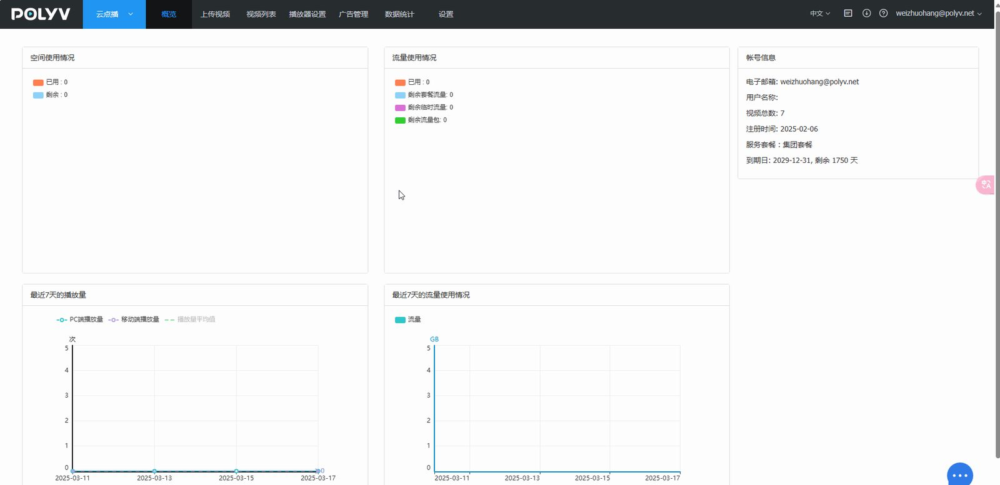 POLYV 云点播 概览 上传视频 视频列表 播放器设置 广告管理 数据统计 设置 中文 weizhuohang@polyv.net
空间使用情况
已用 : 0
剩余 : 0
流量使用情况
已用 : 0
剩余套餐流量: 0
剩余临时流量: 0
剩余流量包: 0
帐号信息
电子邮箱: weizhuohang@polyv.net
用户名称:
视频总数: 7
注册时间: 2025-02-06
服务套餐 : 集团套餐
到期日: 2029-12-31, 剩余 1750 天
中 A
最近7天的播放量
PC端播放量 移动端播放量 播放量平均值
次
5
4
3
2
1
0
0
2025-03-11 2025-03-13 2025-03-15 2025-03-17
最近7天的流量使用情况
流量
GB
5
4
3
2
1
0
2025-03-11 2025-03-13 2025-03-15 2025-03-17